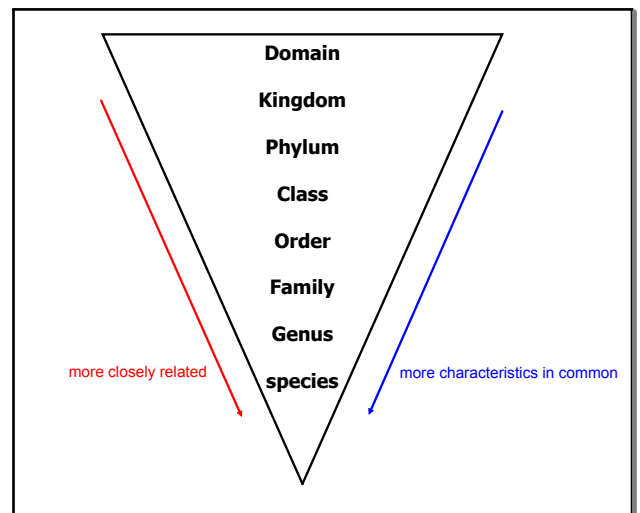 Domain
Kingdom
Phylum
Class
Order
Family
Genus
species
more closely related
more characteristics in common